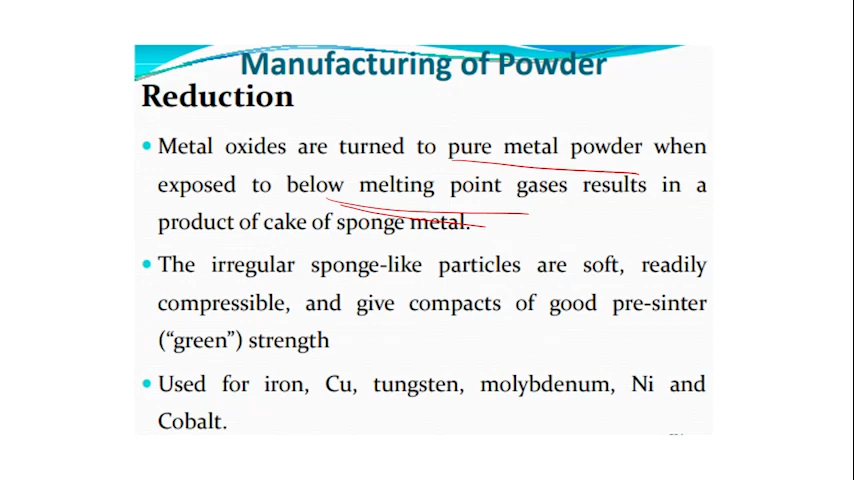 Manufacturing of Powder
Reduction
• Metal oxides are turned to pure metal powder when
exposed to below melting point gases results in a
product of cake of sponge metal.
• The irregular sponge-like particles are soft, readily
compressible, and give compacts of good pre-sinter
(“green”) strength
• Used for iron, Cu, tungsten, molybdenum, Ni and
Cobalt.